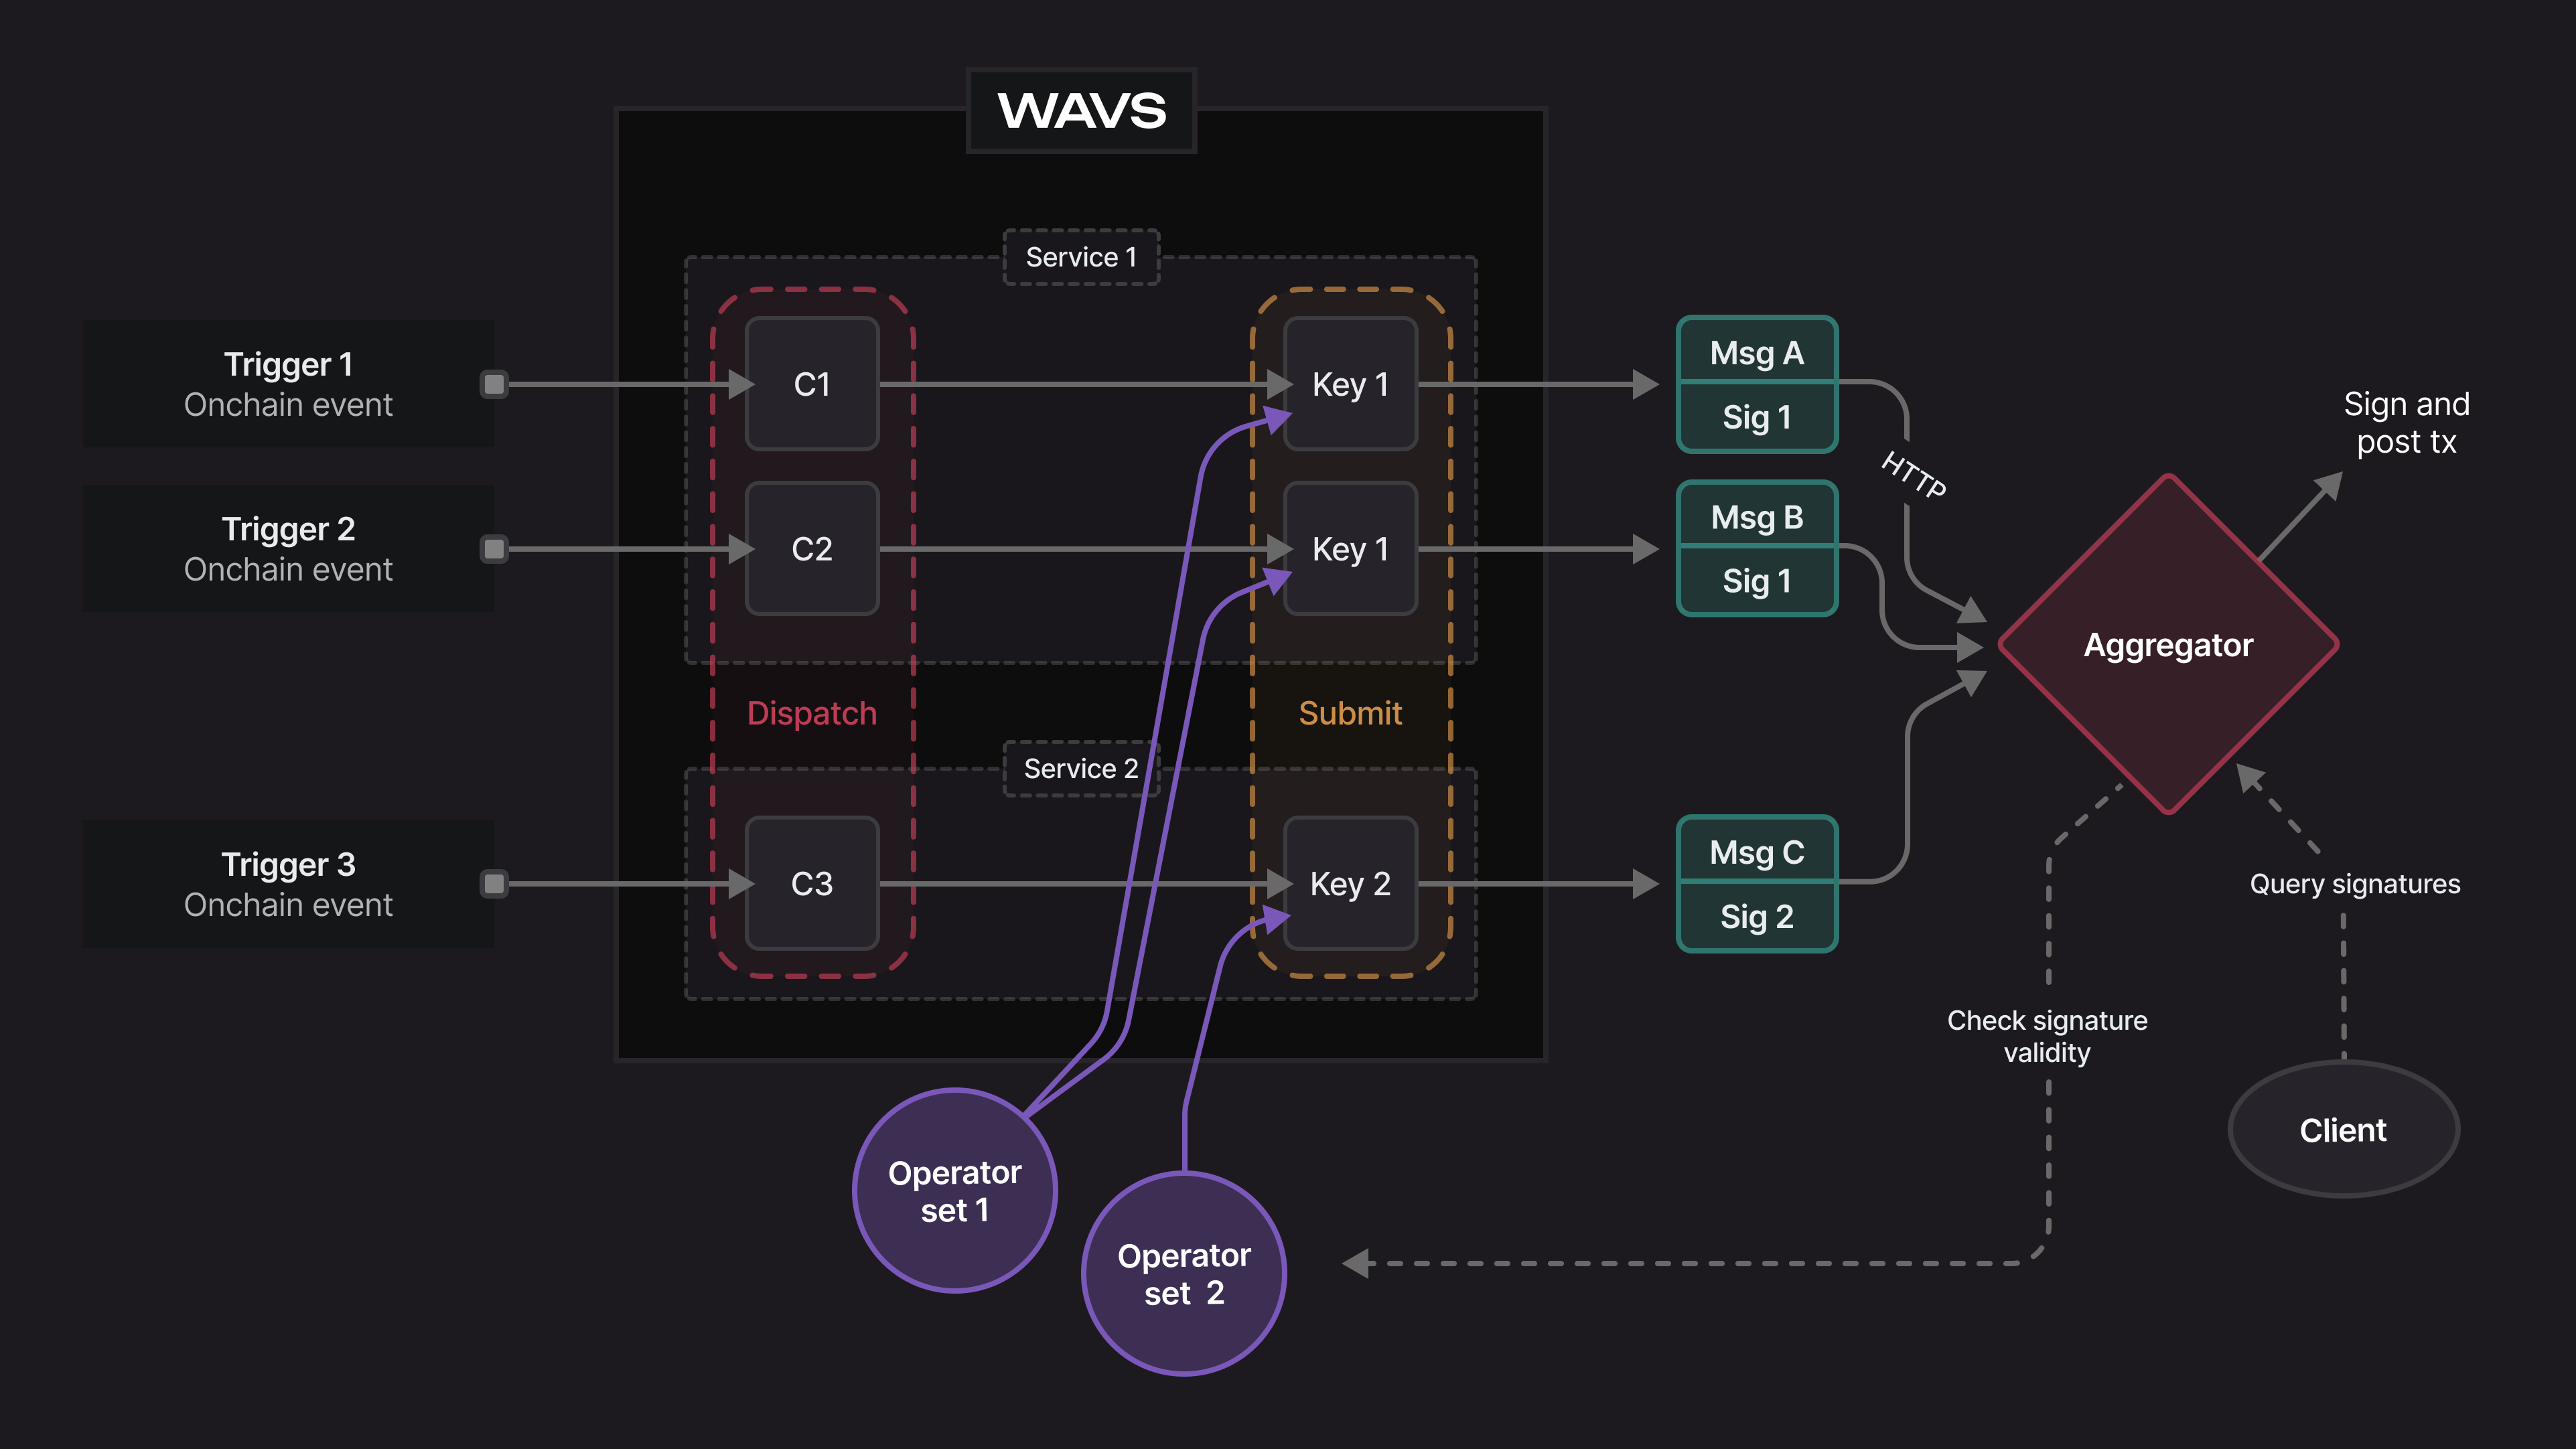 WAVS
Service 1
Trigger 1
Onchain event
C1
Key 1
Msg A
Sig 1
Trigger 2
Onchain event
C2
Key 1
Msg B
Sig 1
HTTP
Sign and
post tx
Aggregator
Dispatch
Submit
Service 2
Trigger 3
Onchain event
C3
Key 2
Msg C
Sig 2
Query signatures
Check signature
validity
Client
Operator
set 1
Operator
set 2